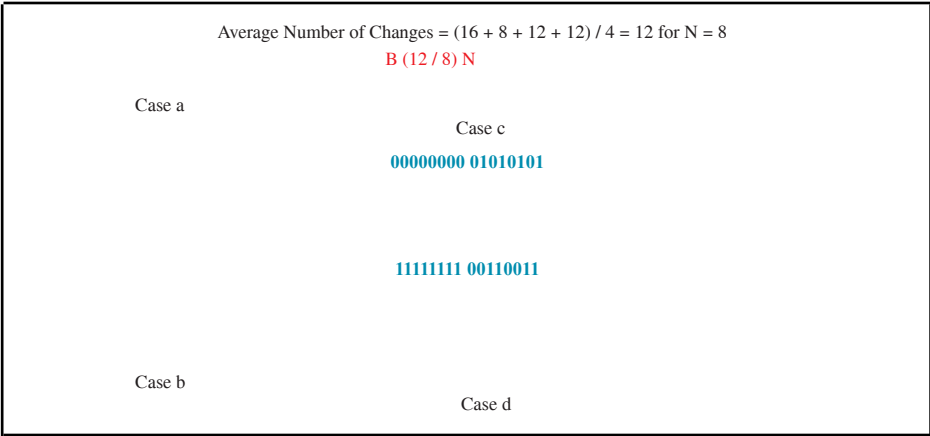 Average Number of Changes = (16 + 8 + 12 + 12) / 4 = 12 for N = 8
B (12 / 8) N
Case a
Case c
00000000 01010101
11111111 00110011
Case b
Case d